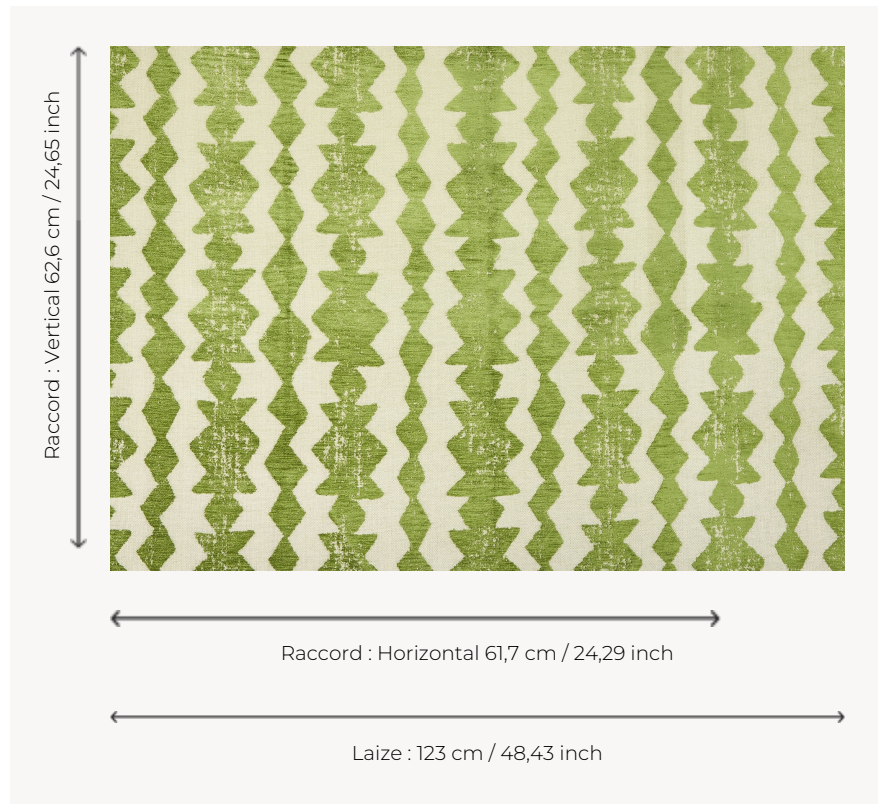 Raccord : Vertical 62,6 cm / 24,65 inch
Raccord : Horizontal 61,7 cm / 24,29 inch
Laize : 123 cm / 48,43 inch